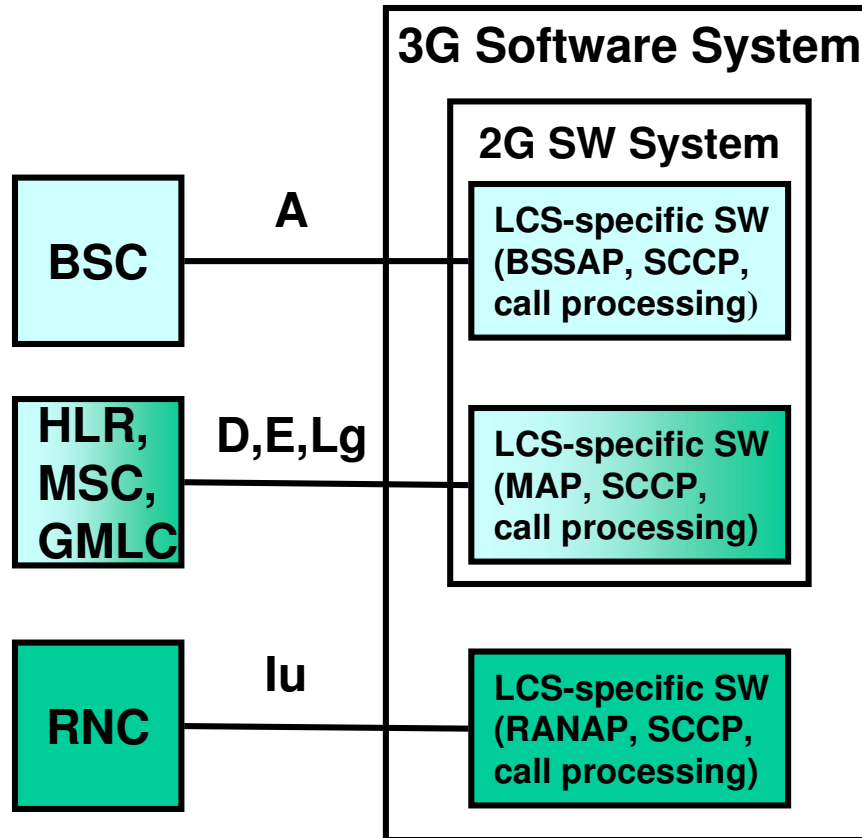 3G Software System
2G SW System
A
BSC
LCS-specific SW
(BSSAP, SCCP,
call processing)
HLR,
MSC,
GMLC
D,E,Lg
LCS-specific SW
(MAP, SCCP,
call processing)
RNC
Iu
LCS-specific SW
(RANAP, SCCP,
call processing)